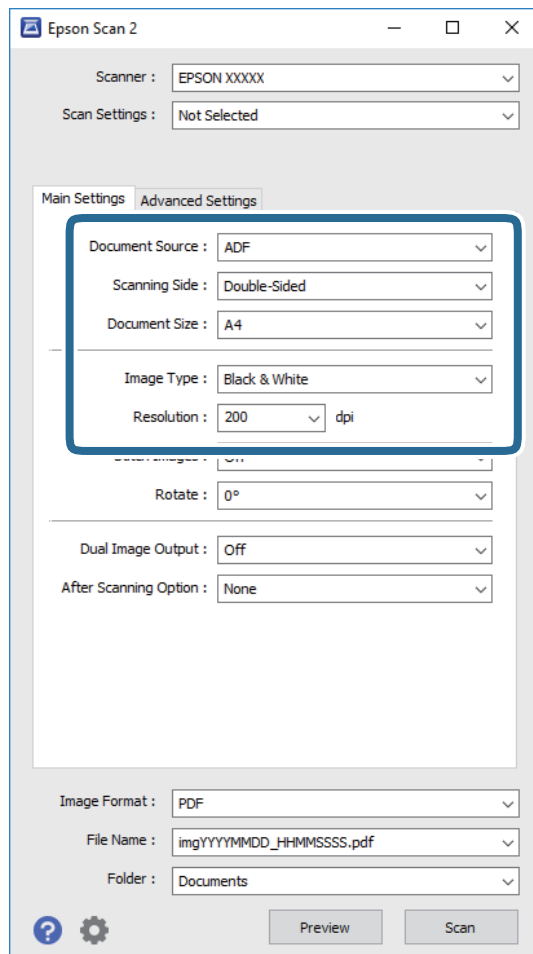 Epson Scan 2
Scanner : EPSON XXXXX
Scan Settings : Not Selected
Main Settings Advanced Settings
Document Source : ADF
Scanning Side : Double-Sided
Document Size : A4
Image Type : Black & White
Resolution : 200 dpi
Rotate : 0°
Dual Image Output : Off
After Scanning Option : None
Image Format : PDF
File Name : imgYYYYMMDD_HHMMSSSS.pdf
Folder : Documents
? Preview Scan